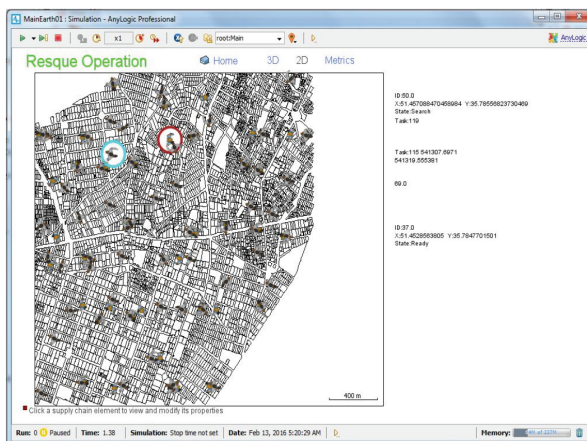 MainEarth01 : Simulation - AnyLogic Professional
x1
root:Main
AnyLogic
Resque Operation
Home 3D 2D Metrics
ID:50.0
X:51.457088470468984 Y:35.78556823730469
State:Search
Task:119
Task:115 541307.6971
541319.555381
69.0
ID:37.0
X:51.4528563805 Y:35.7847701501
State:Ready
400 m
Click a supply chain element to view and modify its properties
Run: 0 Paused Time: 1.38 Simulation: Stop time not set Date: Feb 13, 2016 5:20:29 AM Memory: